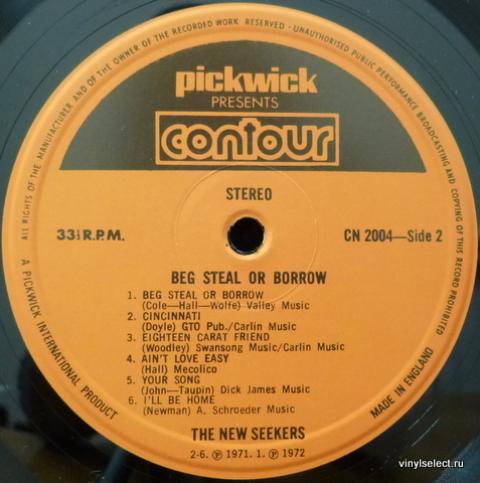 ALL RIGHTS OF THE MANUFACTURER AND OF THE OWNER OF THE RECORDED WORK RESERVED - UNAUTHORISED PUBLIC PERFORMANCE BROADCASTING AND COPYING OF THIS RECORD PROHIBITED
pickwick
PRESENTS
contour
STEREO
33⅓ R.P.M.
CN 2004—Side 2
BEG STEAL OR BORROW
1. BEG STEAL OR BORROW
(Cole—Hall—Wolfe) Valley Music
2. CINCINNATI
(Doyle) GTO Pub./Carlin Music
3. EIGHTEEN CARAT FRIEND
(Woodley) Swansong Music/Carlin Music
4. AIN'T LOVE EASY
(Hall) Mecolico
5. YOUR SONG
(John—Taupin) Dick James Music
6. I'LL BE HOME
(Newman) A. Schroeder Music
THE NEW SEEKERS
2-6. ℗ 1971. 1. ℗ 1972
A PICKWICK INTERNATIONAL PRODUCT
MADE IN ENGLAND
vinylselect.ru